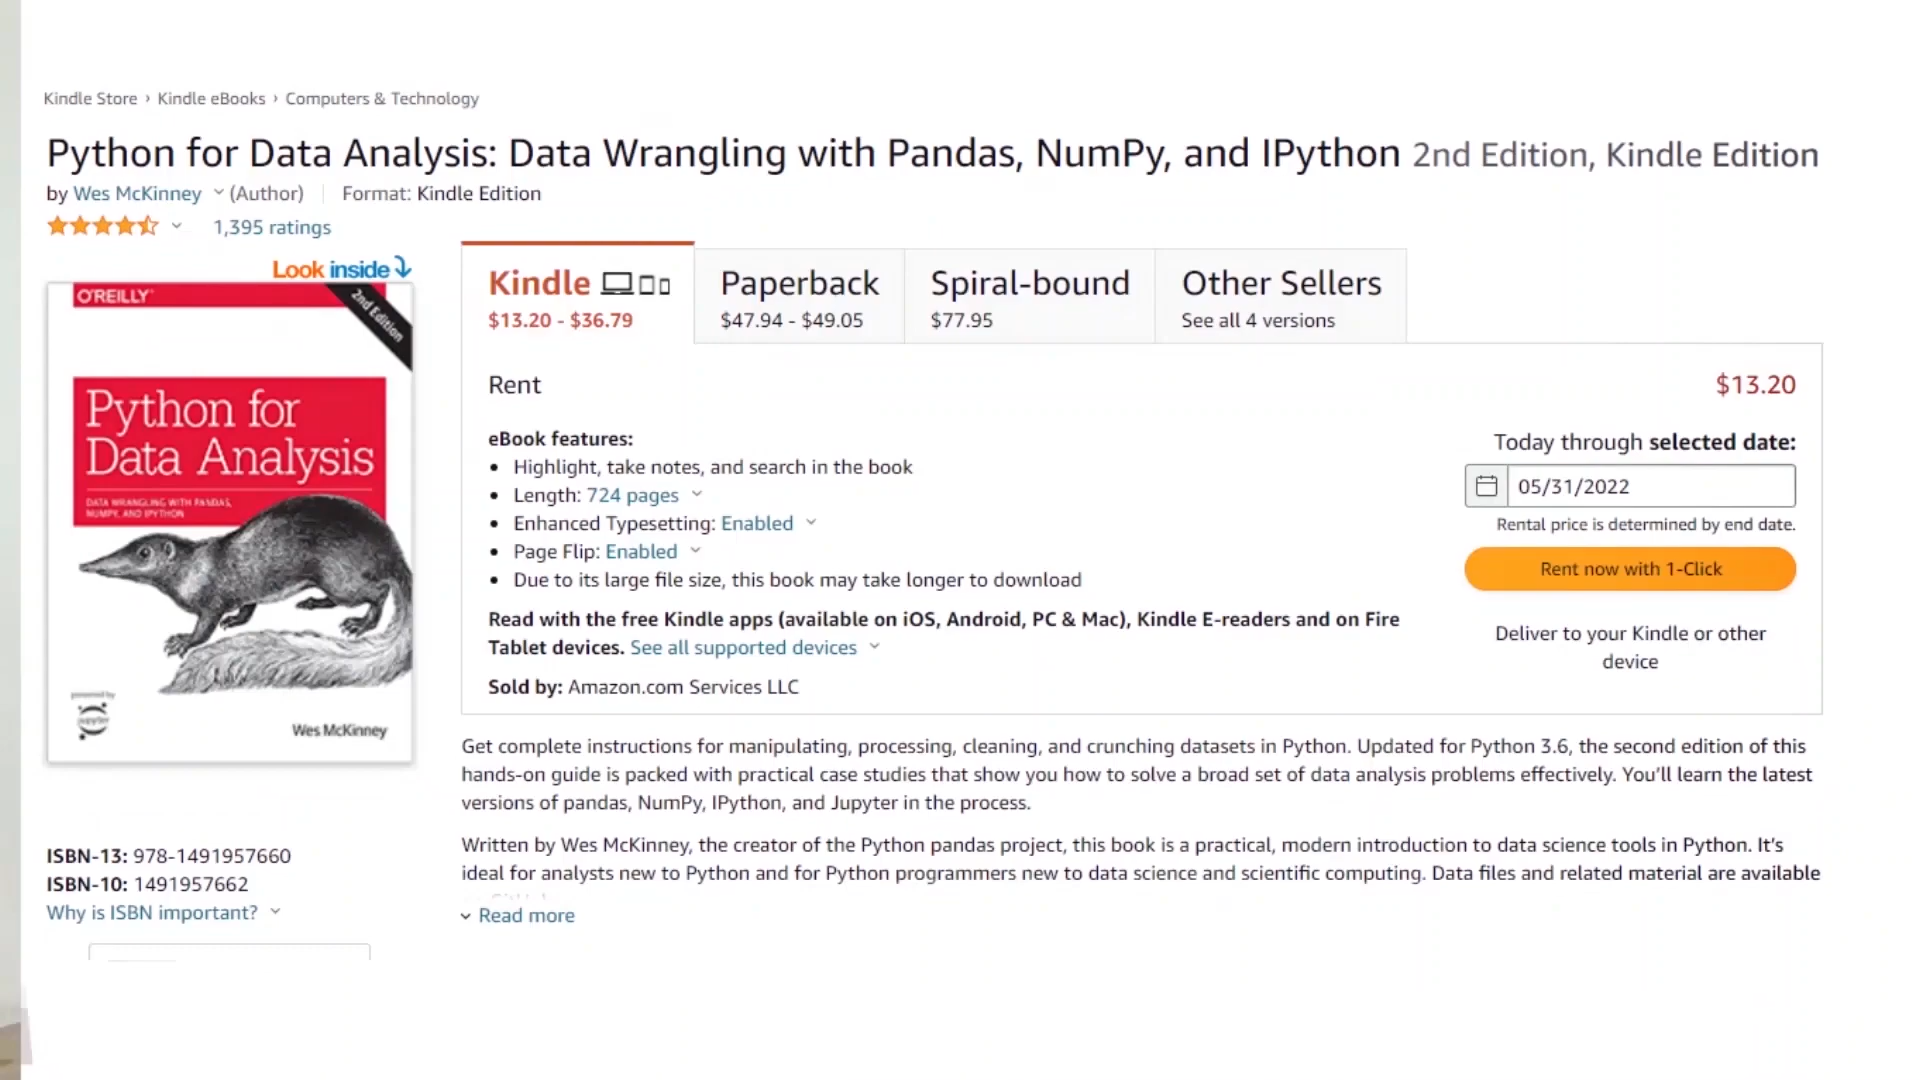 Kindle Store › Kindle eBooks › Computers & Technology
Python for Data Analysis: Data Wrangling with Pandas, NumPy, and IPython 2nd Edition, Kindle Edition
by Wes McKinney (Author) Format: Kindle Edition
1,395 ratings
Look inside
O'REILLY
2nd Edition
Python for
Data Analysis
DATA WRANGLING WITH PANDAS,
NUMPY, AND IPYTHON
powered by
jupyter
Wes McKinney
ISBN-13: 978-1491957660
ISBN-10: 1491957662
Why is ISBN important?
Kindle
$13.20 - $36.79
Paperback
$47.94 - $49.05
Spiral-bound
$77.95
Other Sellers
See all 4 versions
Rent
$13.20
eBook features:
• Highlight, take notes, and search in the book
• Length: 724 pages
• Enhanced Typesetting: Enabled
• Page Flip: Enabled
• Due to its large file size, this book may take longer to download
Read with the free Kindle apps (available on iOS, Android, PC & Mac), Kindle E-readers and on Fire
Tablet devices. See all supported devices
Sold by: Amazon.com Services LLC
Today through selected date:
05/31/2022
Rental price is determined by end date.
Rent now with 1-Click
Deliver to your Kindle or other
device
Get complete instructions for manipulating, processing, cleaning, and crunching datasets in Python. Updated for Python 3.6, the second edition of this
hands-on guide is packed with practical case studies that show you how to solve a broad set of data analysis problems effectively. You'll learn the latest
versions of pandas, NumPy, IPython, and Jupyter in the process.
Written by Wes McKinney, the creator of the Python pandas project, this book is a practical, modern introduction to data science tools in Python. It's
ideal for analysts new to Python and for Python programmers new to data science and scientific computing. Data files and related material are available
Read more